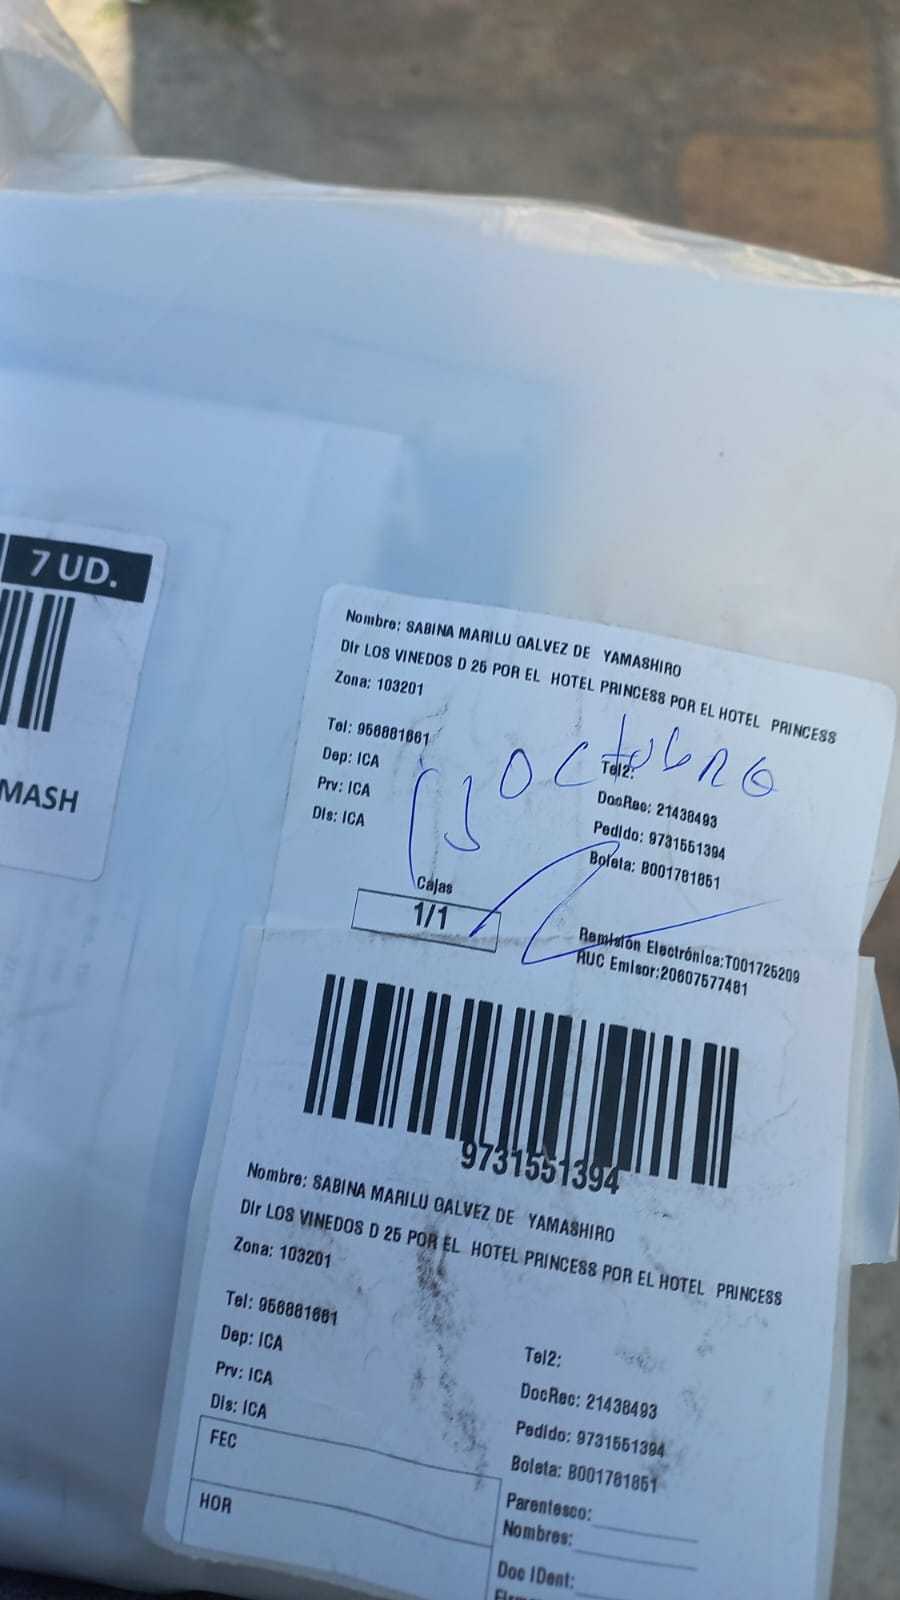 7 UD.
MASH
Nombre: SABINA MARILU GALVEZ DE YAMASHIRO
Dir LOS VINEDOS D 25 POR EL HOTEL PRINCESS POR EL HOTEL PRINCESS
Zona: 103201
Tel: 956881661
Tel2:
Dep: ICA
DocRec: 21438493
Prv: ICA
Pedido: 9731551394
Dis: ICA
Boleta: B001781851
octubre
Cajas
1/1
Remisión Electrónica:T001725209
RUC Emisor:20607577481
9731551394
Nombre: SABINA MARILU GALVEZ DE YAMASHIRO
Dir LOS VINEDOS D 25 POR EL HOTEL PRINCESS POR EL HOTEL PRINCESS
Zona: 103201
Tel: 956881661
Tel2:
Dep: ICA
DocRec: 21438493
Prv: ICA
Pedido: 9731551394
Dis: ICA
Boleta: B001781851
FEC
HOR
Parentesco:
Nombres:
Doc IDent: